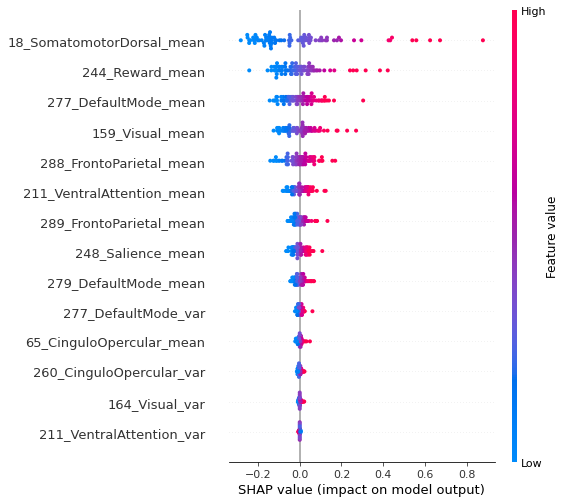 High
18_SomatomotorDorsal_mean
244_Reward_mean
277_DefaultMode_mean
159_Visual_mean
288_FrontoParietal_mean
211_VentralAttention_mean
289_FrontoParietal_mean
248_Salience_mean
279_DefaultMode_mean
277_DefaultMode_var
65_CinguloOpercular_mean
260_CinguloOpercular_var
164_Visual_var
211_VentralAttention_var
Feature value
Low
−0.2 0.0 0.2 0.4 0.6 0.8
SHAP value (impact on model output)